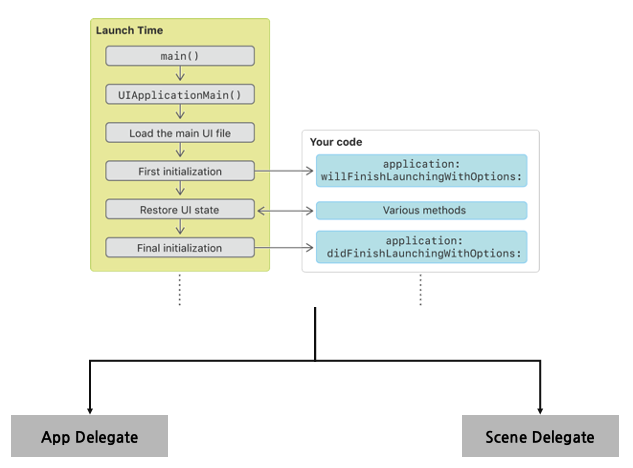 Launch Time
main()
UIApplicationMain()
Load the main UI file
First initialization
Restore UI state
Final initialization
Your code
application:
willFinishLaunchingWithOptions:
Various methods
application:
didFinishLaunchingWithOptions:
App Delegate
Scene Delegate